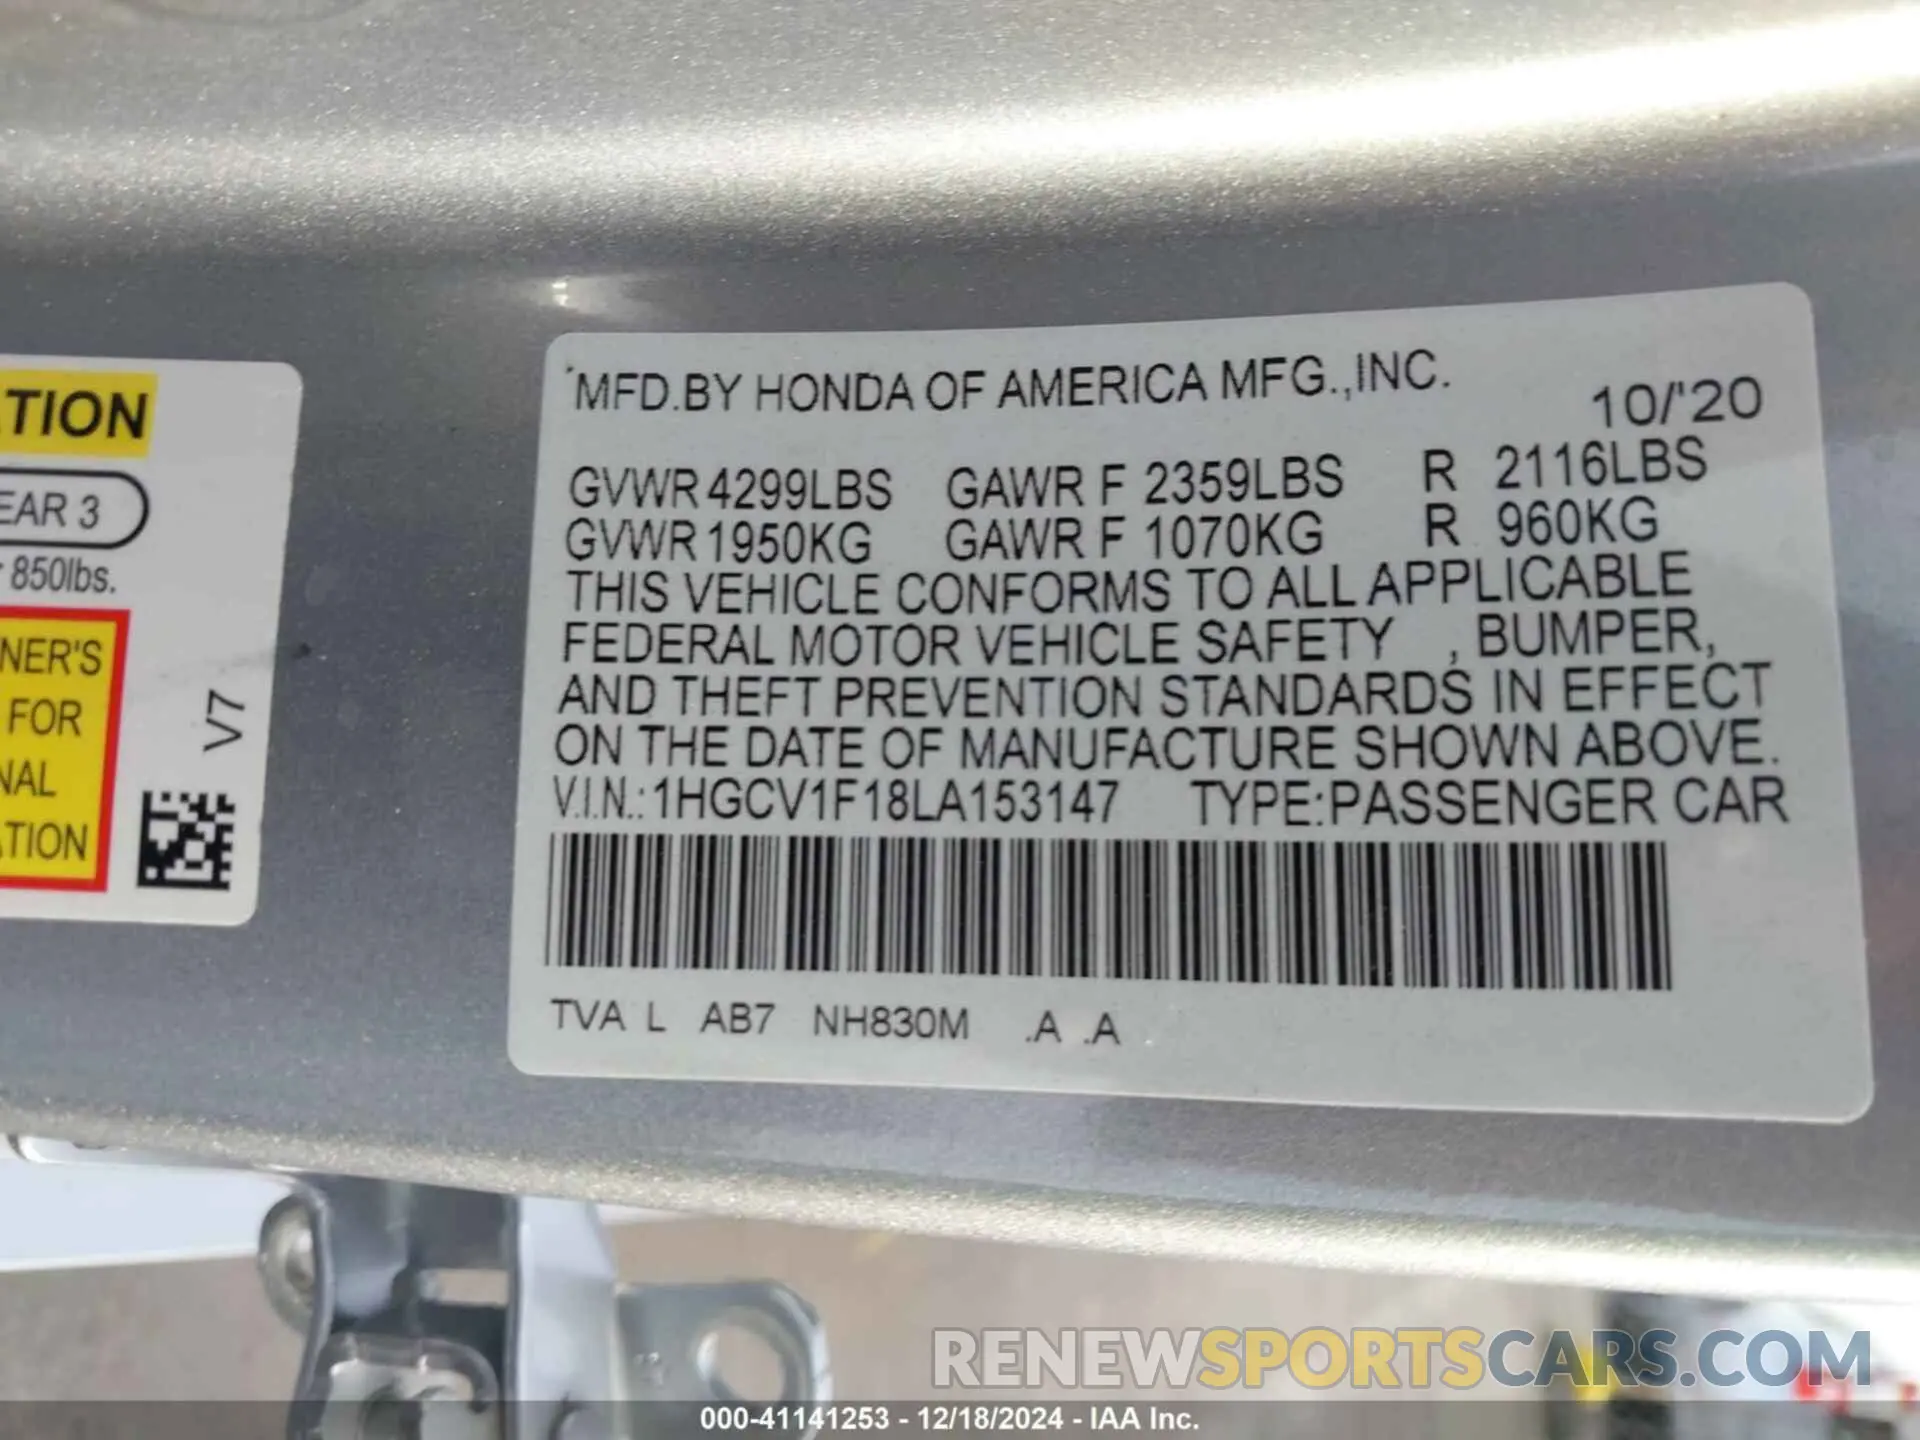 ATION
EAR 3
850lbs.
NER'S
FOR
NAL
ATION
V7
MFD.BY HONDA OF AMERICA MFG.,INC.
10/'20
GVWR 4299LBS GAWR F 2359LBS R 2116LBS
GVWR 1950KG GAWR F 1070KG R 960KG
THIS VEHICLE CONFORMS TO ALL APPLICABLE
FEDERAL MOTOR VEHICLE SAFETY , BUMPER,
AND THEFT PREVENTION STANDARDS IN EFFECT
ON THE DATE OF MANUFACTURE SHOWN ABOVE.
V.I.N.:1HGCV1F18LA153147 TYPE:PASSENGER CAR
TVA L AB7 NH830M .A .A
RENEWSPORTSCARS.COM
000-41141253 - 12/18/2024 - IAA Inc.